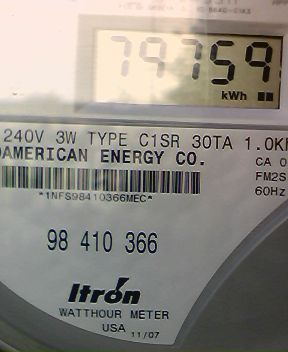 79759
kWh
240V 3W TYPE C1SR 30TA 1.0K
AMERICAN ENERGY CO.
CA 0
FM2S
60Hz
*1NFS98410366MEC*
98 410 366
Itron
WATTHOUR METER
USA 11/07